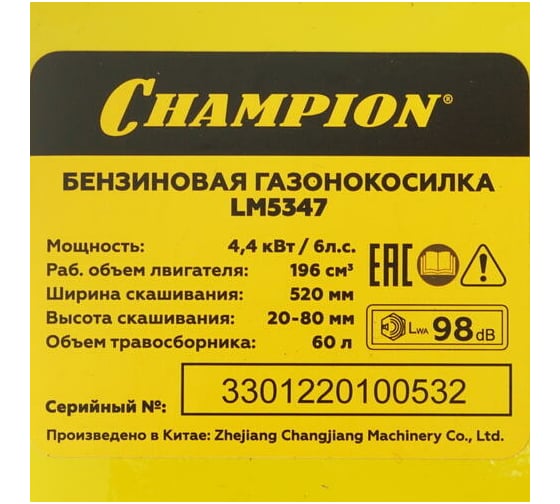 CHAMPION®
БЕНЗИНОВАЯ ГАЗОНОКОСИЛКА
LM5347
Мощность: 4,4 кВт / 6л.с.
Раб. объем лвигателя: 196 см³
Ширина скашивания: 520 мм
Высота скашивания: 20-80 мм
Объем травосборника: 60 л
EAC
LWA 98 dB
Серийный №: 3301220100532
Произведено в Китае: Zhejiang Changjiang Machinery Co., Ltd.